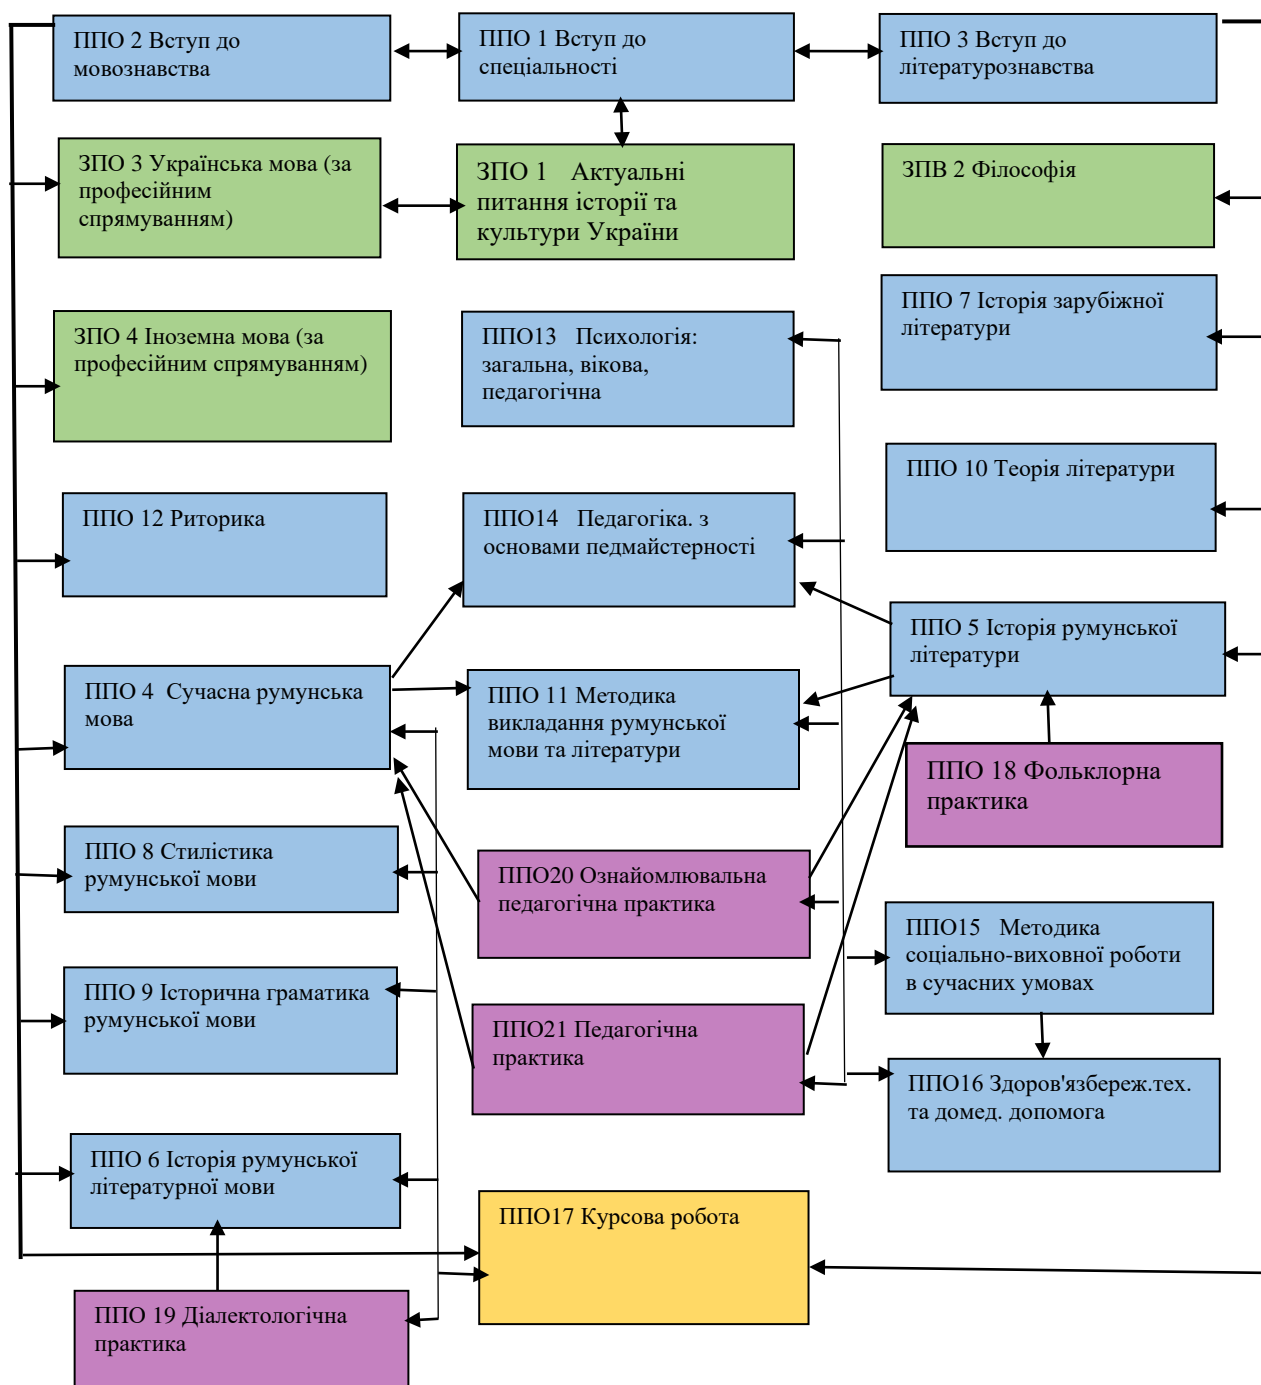 ППО 2 Вступ до
мовознавства
ППО 1 Вступ до
спеціальності
ППО 3 Вступ до
літературознавства
ЗПО 3 Українська мова (за
професійним
спрямуванням)
ЗПО 1 Актуальні
питання історії та
культури України
ЗПВ 2 Філософія
ЗПО 4 Іноземна мова (за
професійним спрямуванням)
ППО13 Психологія:
загальна, вікова,
педагогічна
ППО 7 Історія зарубіжної
літератури
ППО 10 Теорія літератури
ППО 12 Риторика
ППО14 Педагогіка. з
основами педмайстерності
ППО 5 Історія румунської
літератури
ППО 4 Сучасна румунська
мова
ППО 11 Методика
викладання румунської
мови та літератури
ППО 18 Фольклорна
практика
ППО 8 Стилістика
румунської мови
ППО20 Ознайомлювальна
педагогічна практика
ППО15 Методика
соціально-виховної роботи
в сучасних умовах
ППО 9 Історична граматика
румунської мови
ППО21 Педагогічна
практика
ППО16 Здоров'язбереж.тех.
та домед. допомога
ППО 6 Історія румунської
літературної мови
ППО17 Курсова робота
ППО 19 Діалектологічна
практика